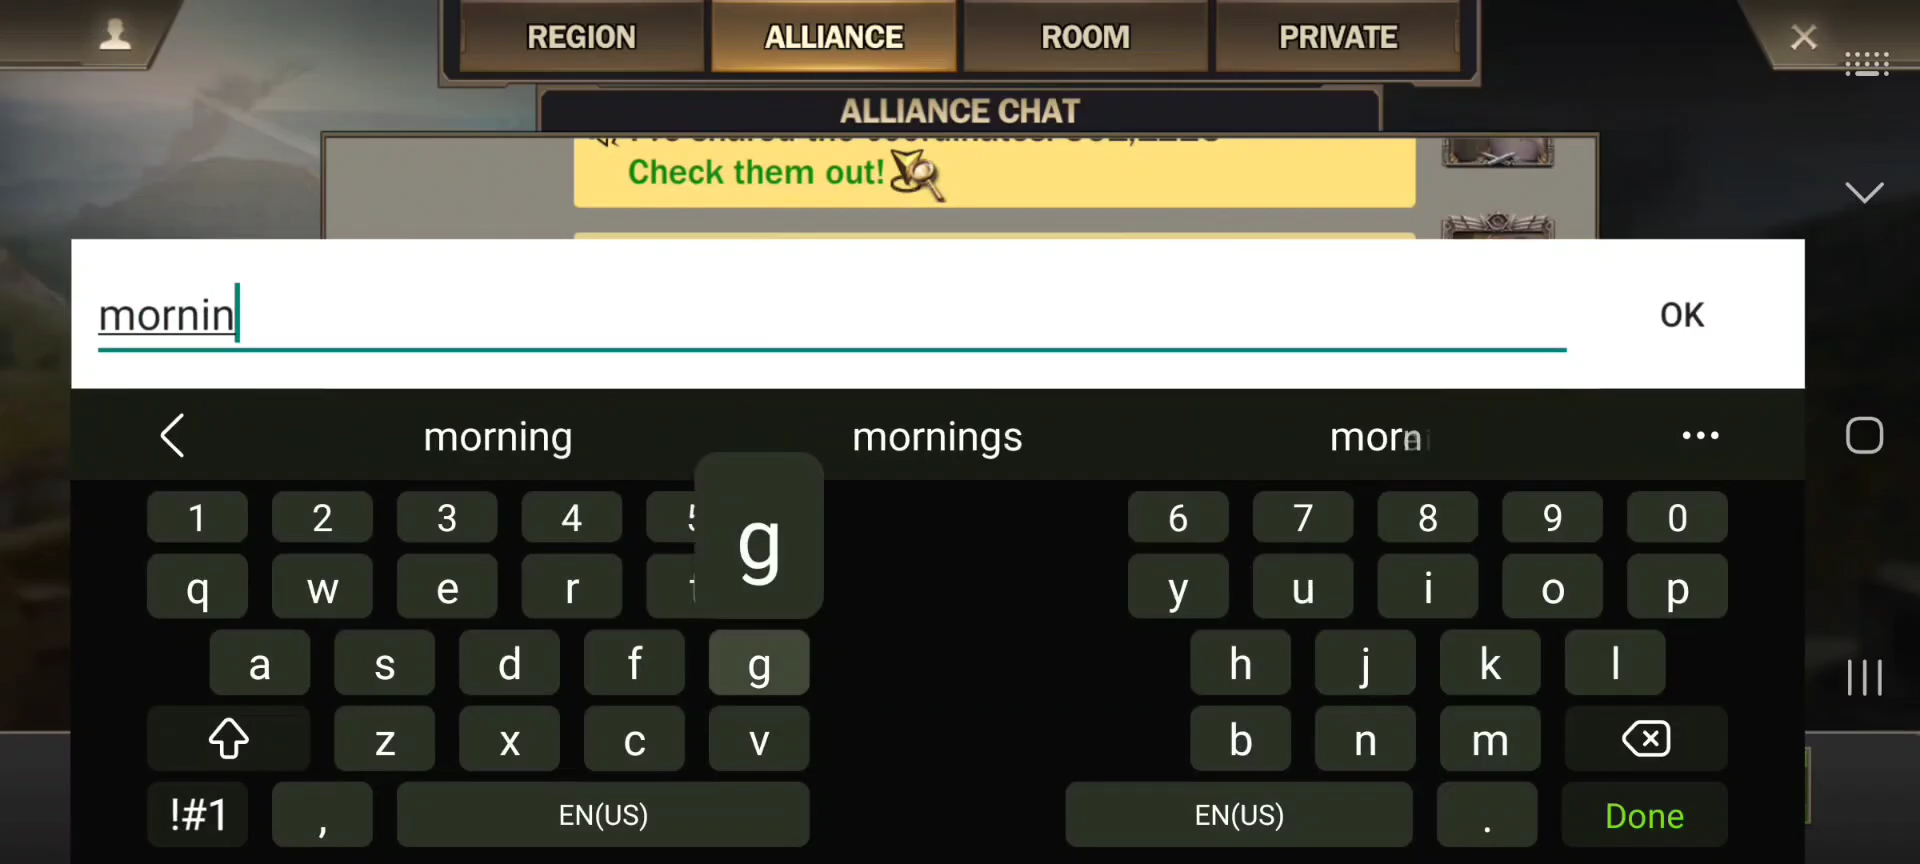 REGION ALLIANCE ROOM PRIVATE
ALLIANCE CHAT
Check them out!
mornin
OK
morning mornings
1 2 3 4 6 7 8 9 0
g
q w e r y u i o p
a s d f g h j k l
z x c v b n m
!#1 , EN(US) EN(US) . Done